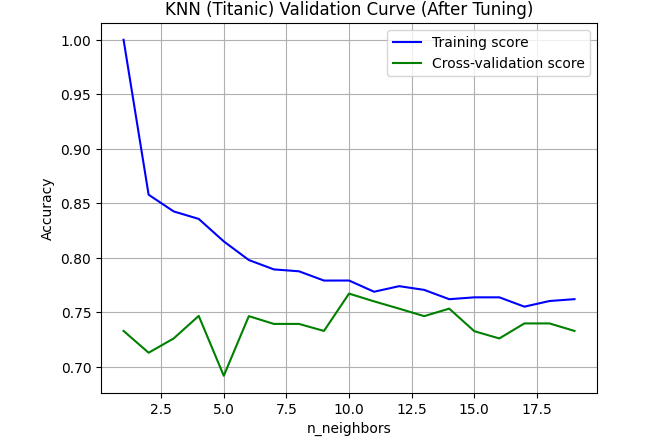 KNN (Titanic) Validation Curve (After Tuning)
Training score
Cross-validation score
1.00
0.95
0.90
0.85
0.80
0.75
0.70
Accuracy
2.5 5.0 7.5 10.0 12.5 15.0 17.5
n_neighbors